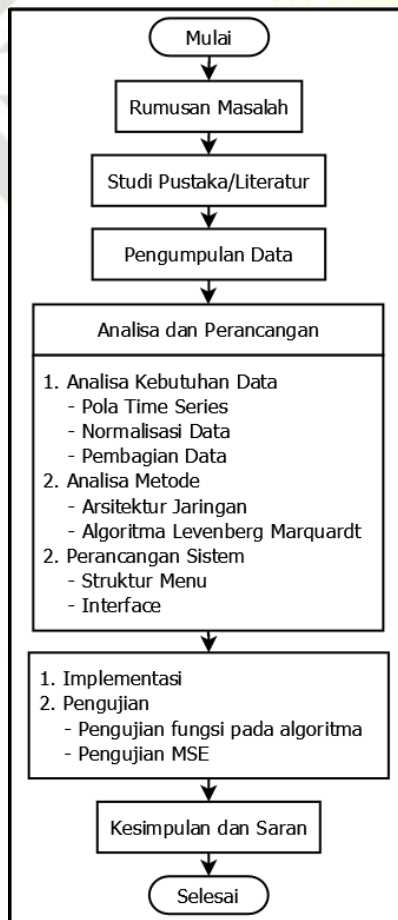 Mulai
Rumusan Masalah
Studi Pustaka/Literatur
Pengumpulan Data
Analisa dan Perancangan
1. Analisa Kebutuhan Data
- Pola Time Series
- Normalisasi Data
- Pembagian Data
2. Analisa Metode
- Arsitektur Jaringan
- Algoritma Levenberg Marquardt
2. Perancangan Sistem
- Struktur Menu
- Interface
1. Implementasi
2. Pengujian
- Pengujian fungsi pada algoritma
- Pengujian MSE
Kesimpulan dan Saran
Selesai